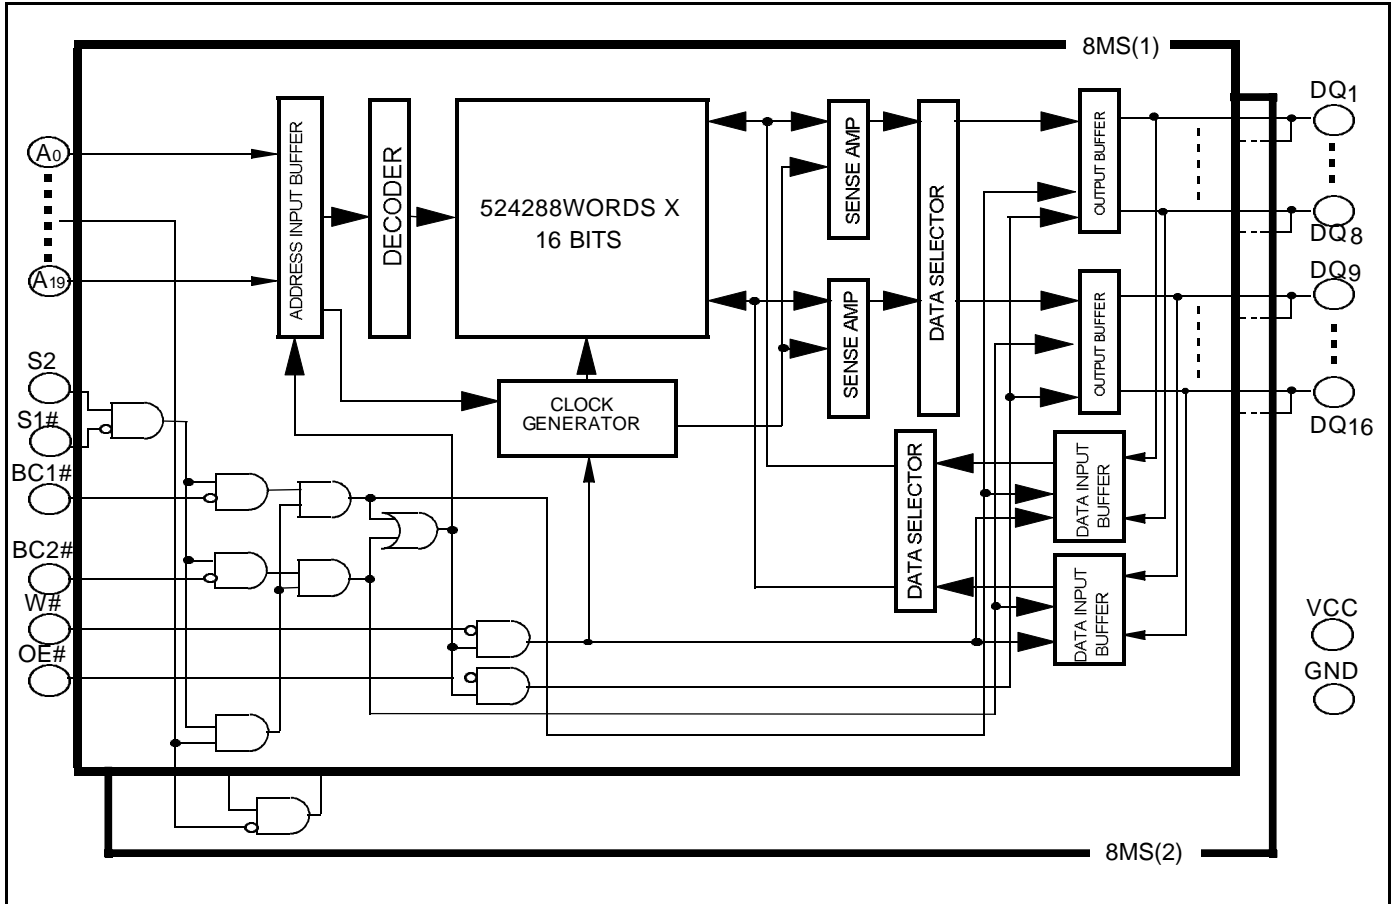 8MS(1)
DQ1
DQ8
DQ9
DQ16
VCC
GND
A0
A19
S2
S1#
BC1#
BC2#
W#
OE#
ADDRESS INPUT BUFFER
DECODER
524288WORDS X
16 BITS
CLOCK
GENERATOR
SENSE AMP
SENSE AMP
DATA SELECTOR
OUTPUT BUFFER
OUTPUT BUFFER
DATA SELECTOR
DATA INPUT
BUFFER
DATA INPUT
BUFFER
8MS(2)